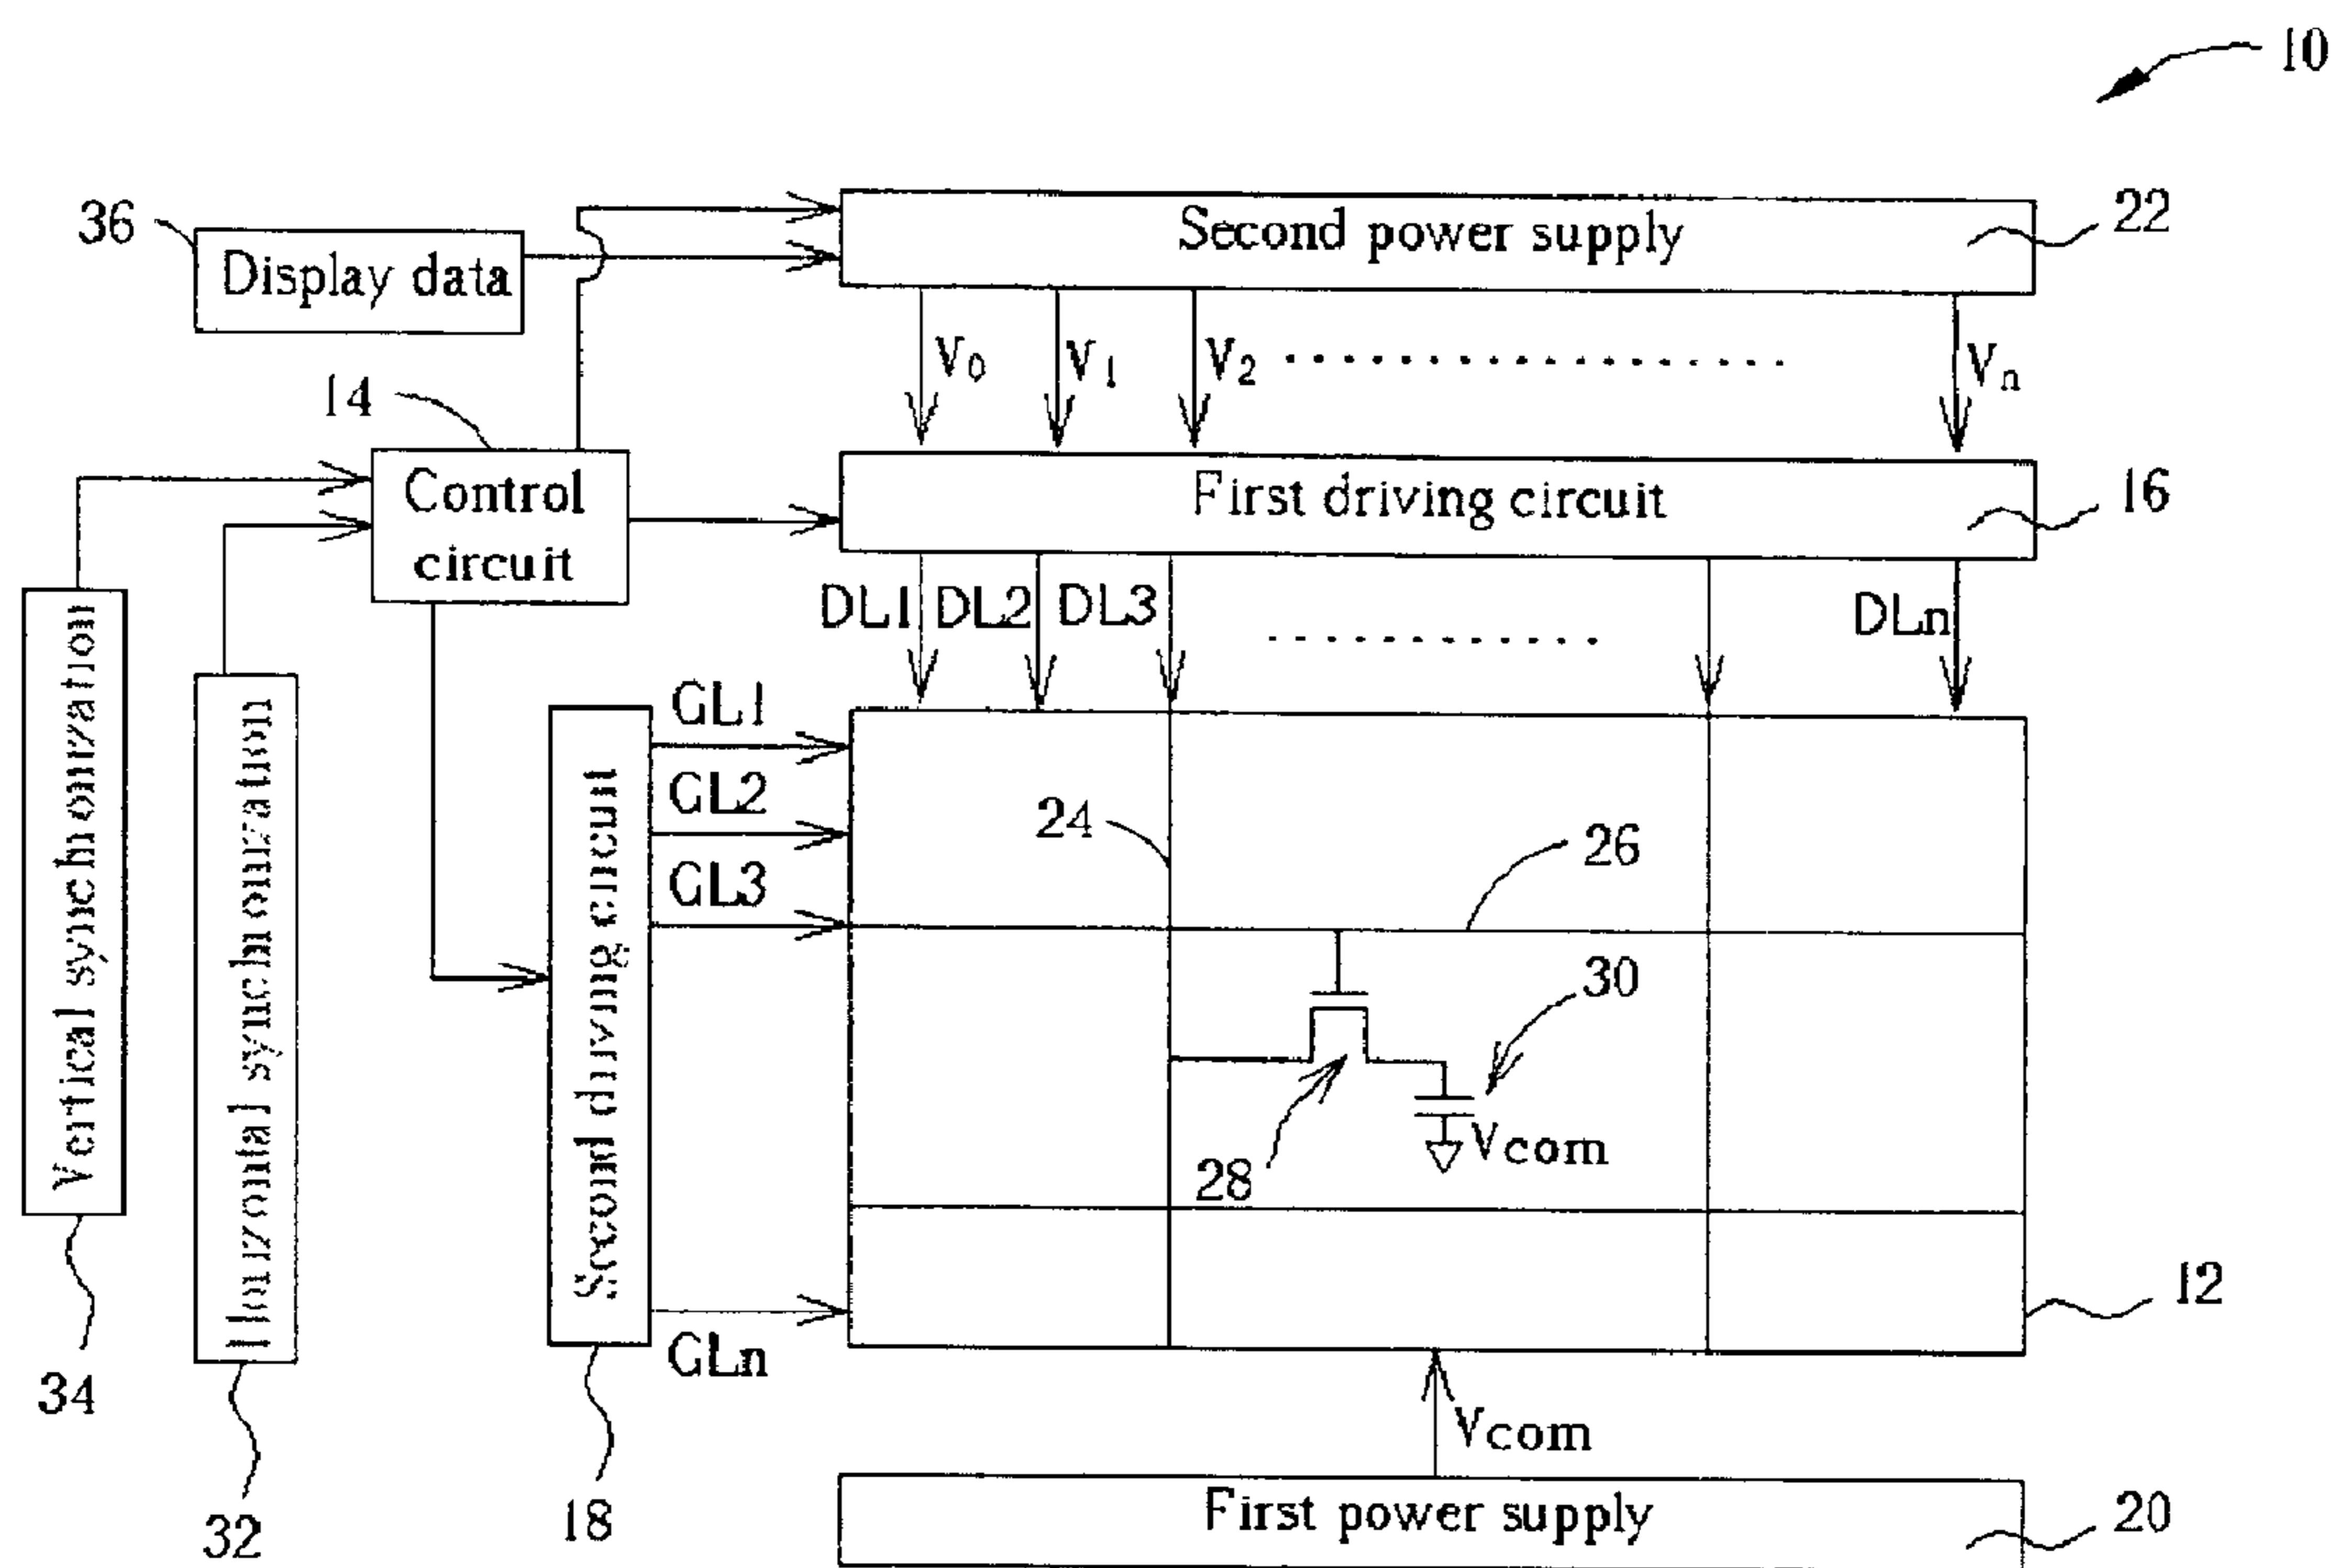 10
36
Display data
Second power supply
22
V0
V1
V2
Vn
14
Control
circuit
First driving circuit
16
DL1
DL2
DL3
DLn
Vertical synchronization
Horizontal synchronization
Second driving circuit
GL1
GL2
GL3
GLn
24
26
30
28
Vcom
12
34
32
18
Vcom
First power supply
20